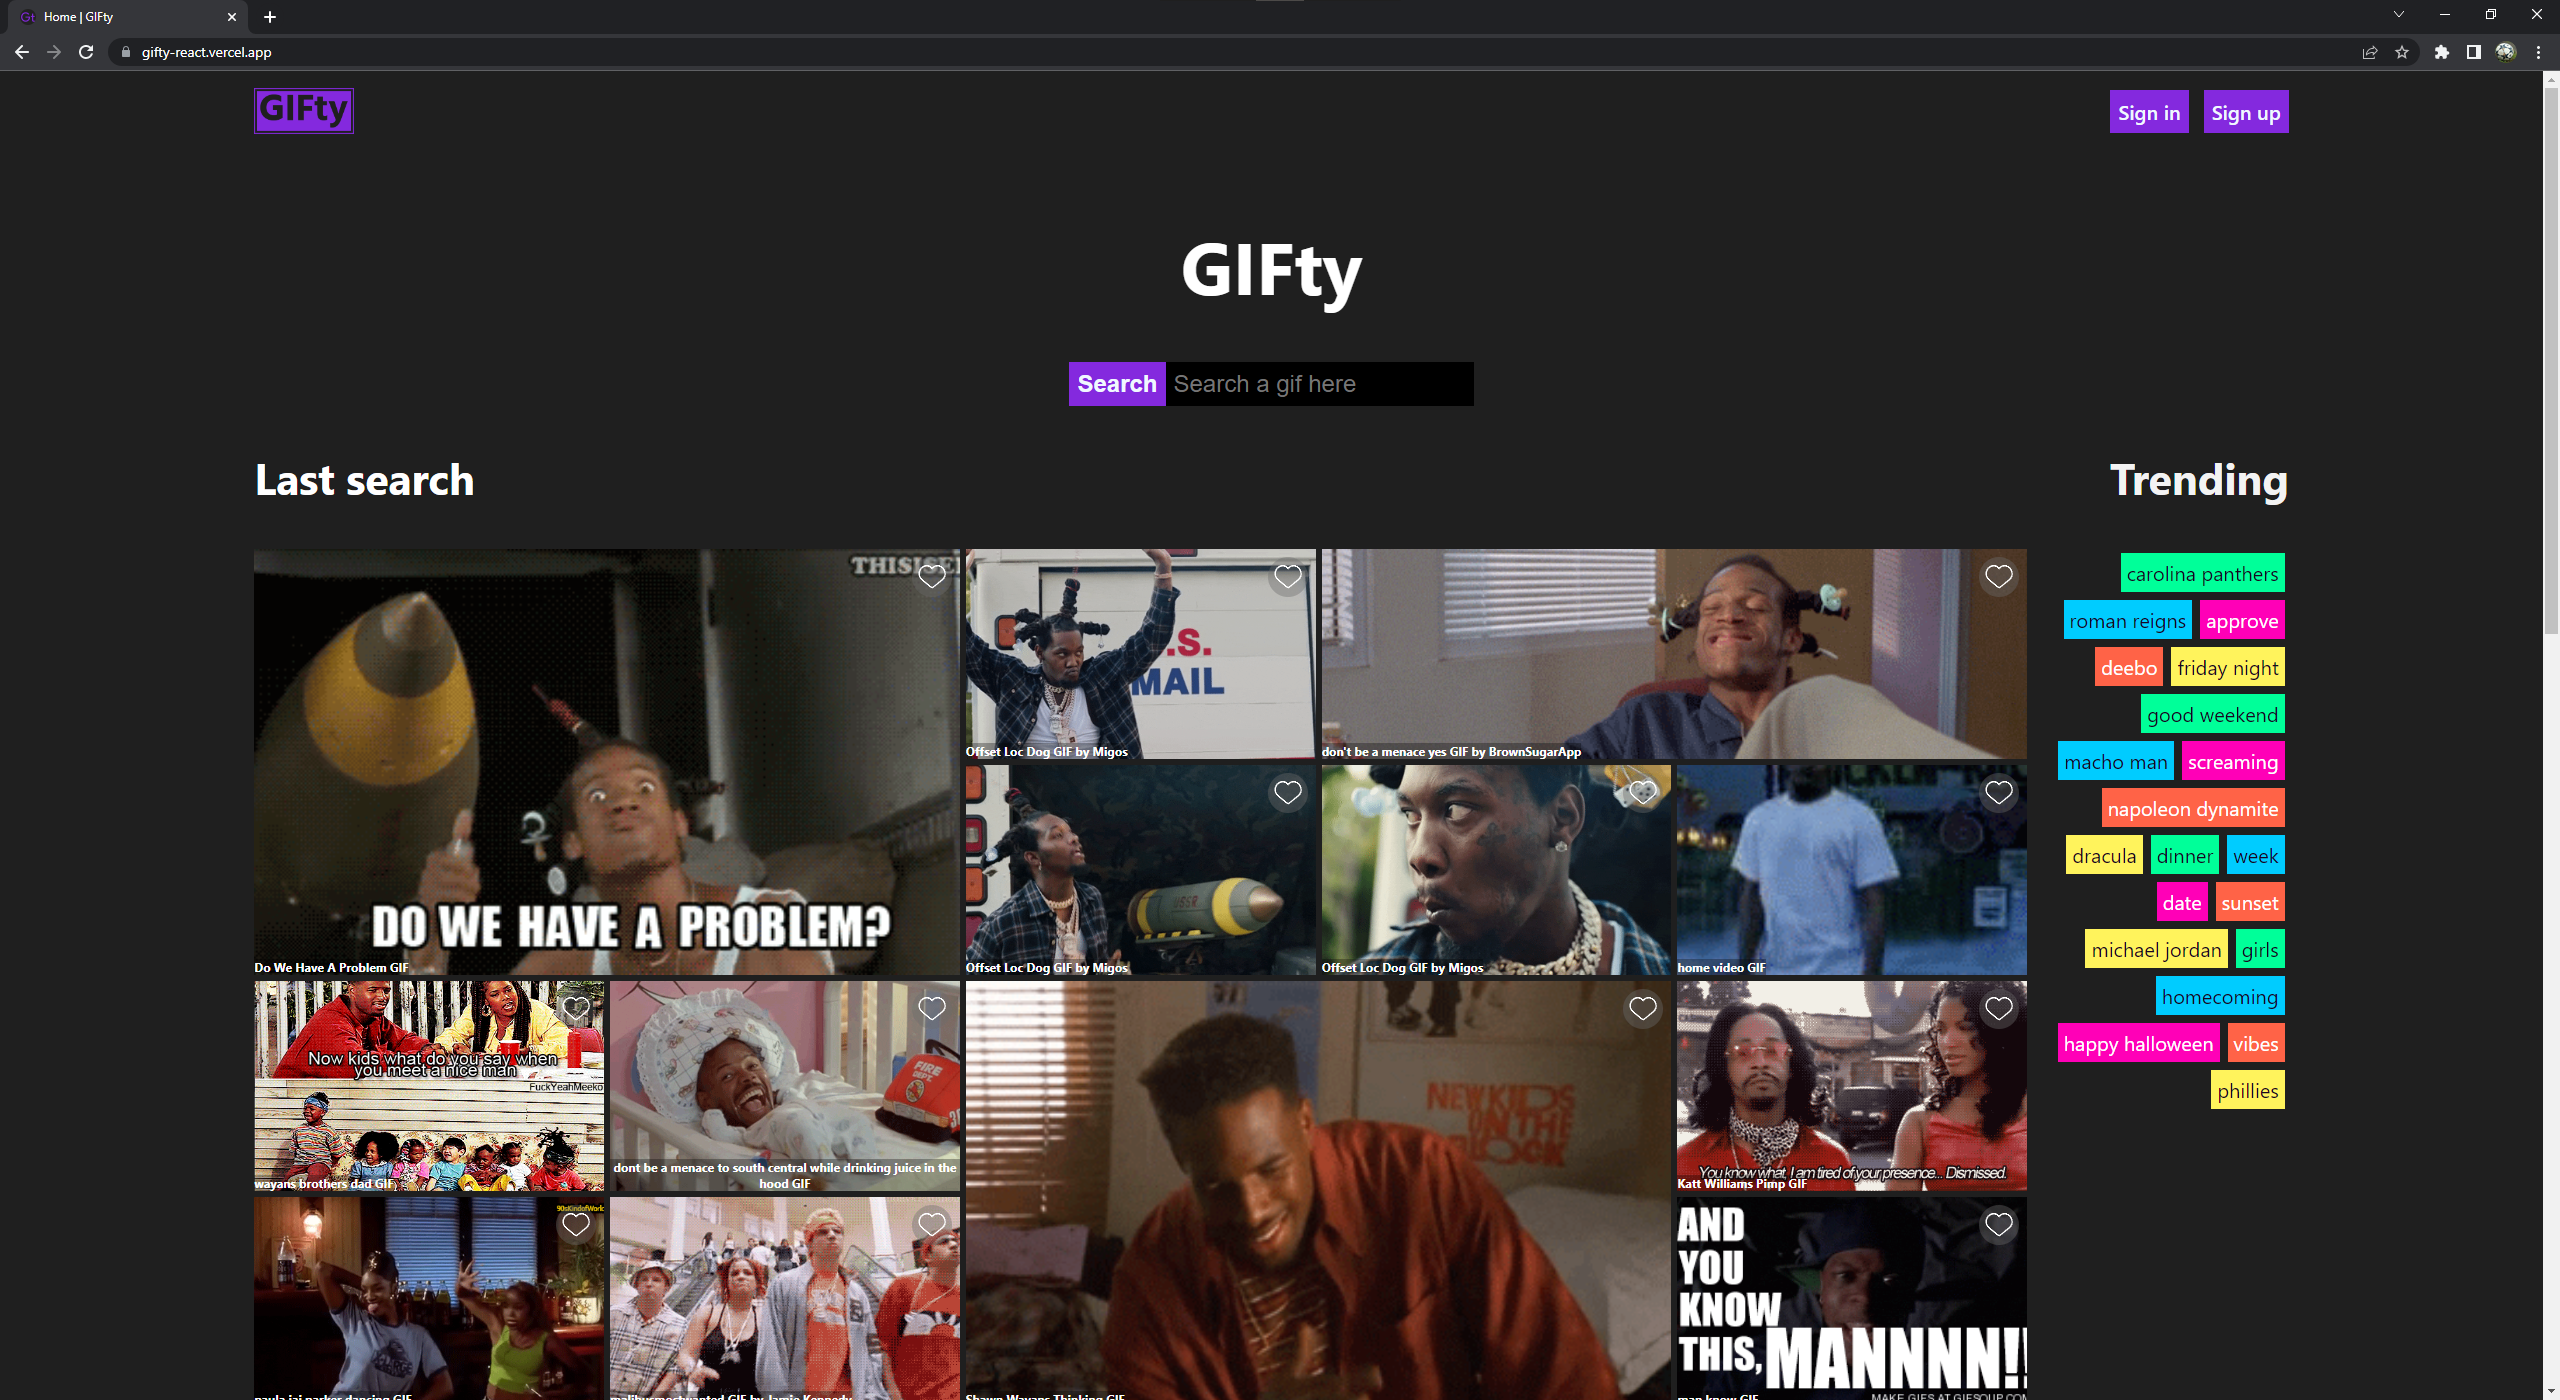 Gt Home | GIFty
gifty-react.vercel.app
GIFty
Sign in
Sign up
GIFty
Search
Search a gif here
Last search
Trending
THISISE
DO WE HAVE A PROBLEM?
Do We Have A Problem GIF
.S.
MAIL
Offset Loc Dog GIF by Migos
don't be a menace yes GIF by BrownSugarApp
USSR
Offset Loc Dog GIF by Migos
Offset Loc Dog GIF by Migos
home video GIF
Now kids what do you say when
you meet a nice man
FuckYeahMeeko
wayans brothers dad GIF
FIRE
DEPT.
dont be a menace to south central while drinking juice in the
hood GIF
NEW KIDS
ON THE
BLOCK
Shawn Wayans Thinking GIF
You know what, I am tired of your presence... Dismissed.
Katt Williams Pimp GIF
90sKindofWorld
paula jai parker dancing GIF
malibusmostwanted GIF by Jamie Kennedy
AND
YOU
KNOW
THIS, MANNNN!!
MAKE GIFS AT GIFSOUP.COM
man know GIF
carolina panthers
roman reigns
approve
deebo
friday night
good weekend
macho man
screaming
napoleon dynamite
dracula
dinner
week
date
sunset
michael jordan
girls
homecoming
happy halloween
vibes
phillies